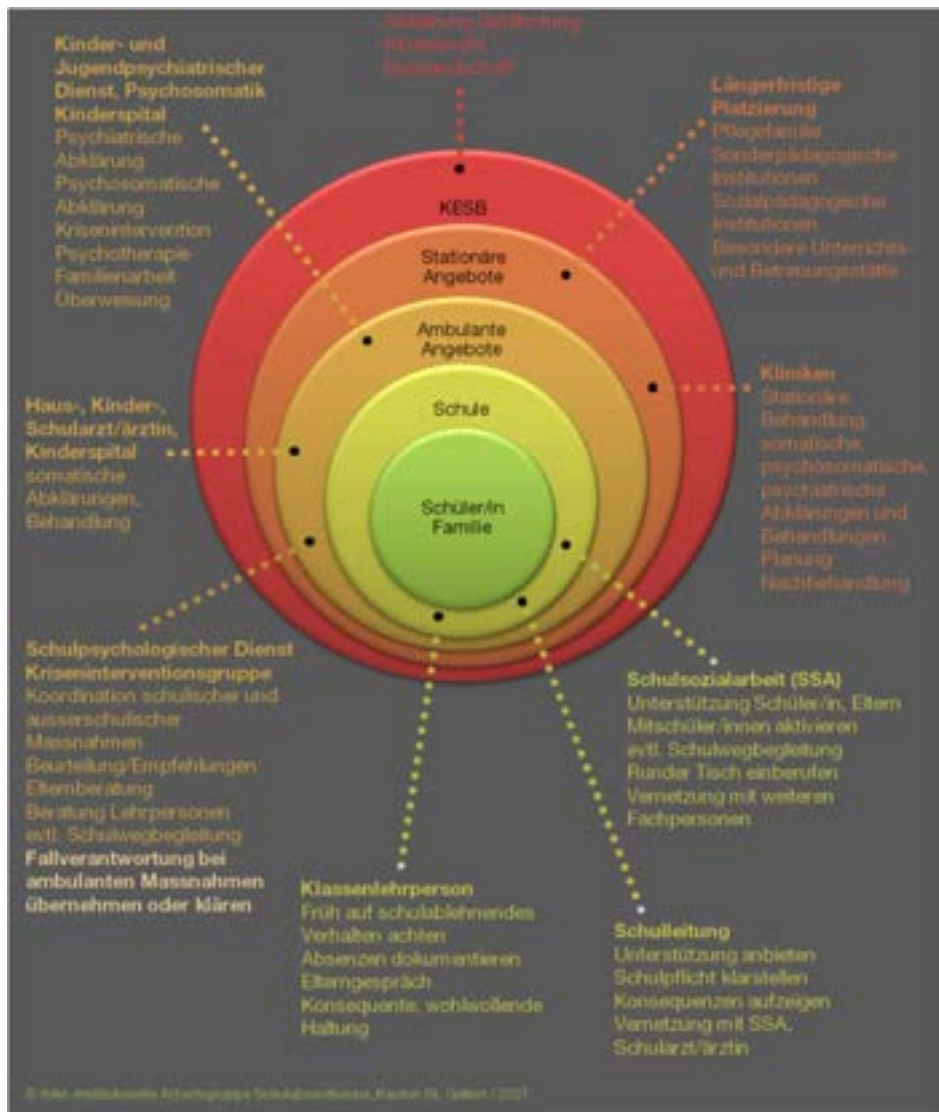 Kinder- und
Jugendpsychiatrischer
Dienst, Psychosomatik
Kinderspital
Psychiatrische
Abklärung
Psychosomatische
Abklärung
Krisenintervention
Psychotherapie
Familienarbeit
Überweisung
Längerfristige
Platzierung
Pflegefamilie
Sonderpädagogische
Institutionen
Sozialpädagogische
Institutionen
Besondere Unterrichts-
und Betreuungsstätte
KESB
Stationäre
Angebote
Ambulante
Angebote
Schule
Schüler/in
Familie
Haus-, Kinder-,
Schularzt/ärztin,
Kinderspital
somatische
Abklärungen,
Behandlung
Kliniken
Stationäre
Behandlung,
somatische,
psychosomatische,
psychiatrische
Abklärungen und
Behandlungen,
Planung
Nachbehandlung
Schulpsychologischer Dienst
Kriseninterventionsgruppe
Koordination schulischer und
ausserschulischer
Massnahmen
Beurteilung/Empfehlungen
Elternberatung
Beratung Lehrpersonen
evtl. Schulwegbegleitung
Fallverantwortung bei
ambulanten Massnahmen
übernehmen oder klären
Schulsozialarbeit (SSA)
Unterstützung Schüler/in, Eltern
Mitschüler/innen aktivieren
evtl. Schulwegbegleitung
Runder Tisch einberufen
Vernetzung mit weiteren
Fachpersonen
Klassenlehrperson
Früh auf schulablehnendes
Verhalten achten
Absenzen dokumentieren
Elterngespräch
Konsequente, wohlwollende
Haltung
Schulleitung
Unterstützung anbieten
Schulpflicht klarstellen
Konsequenzen aufzeigen
Vernetzung mit SSA,
Schularzt/ärztin
© Inter-institutionelle Arbeitsgruppe Kanton St. Gallen /